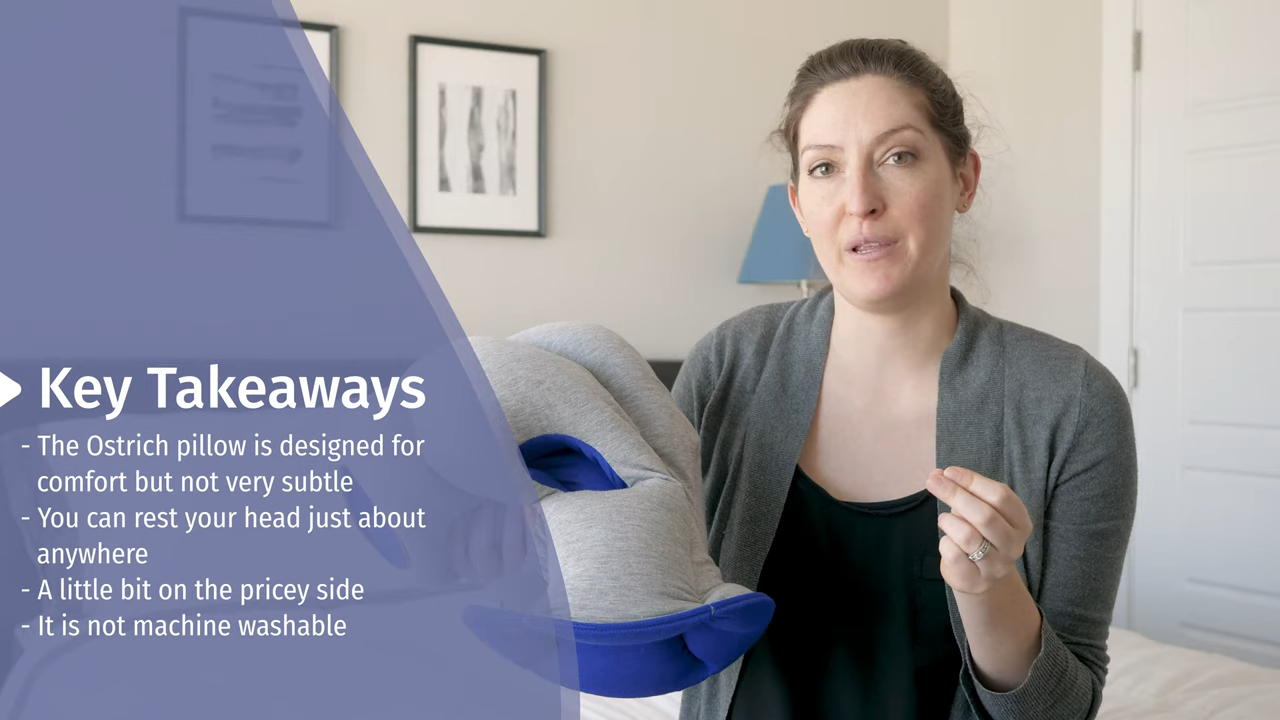 Key Takeaways
- The Ostrich pillow is designed for
comfort but not very subtle
- You can rest your head just about
anywhere
- A little bit on the pricey side
- It is not machine washable